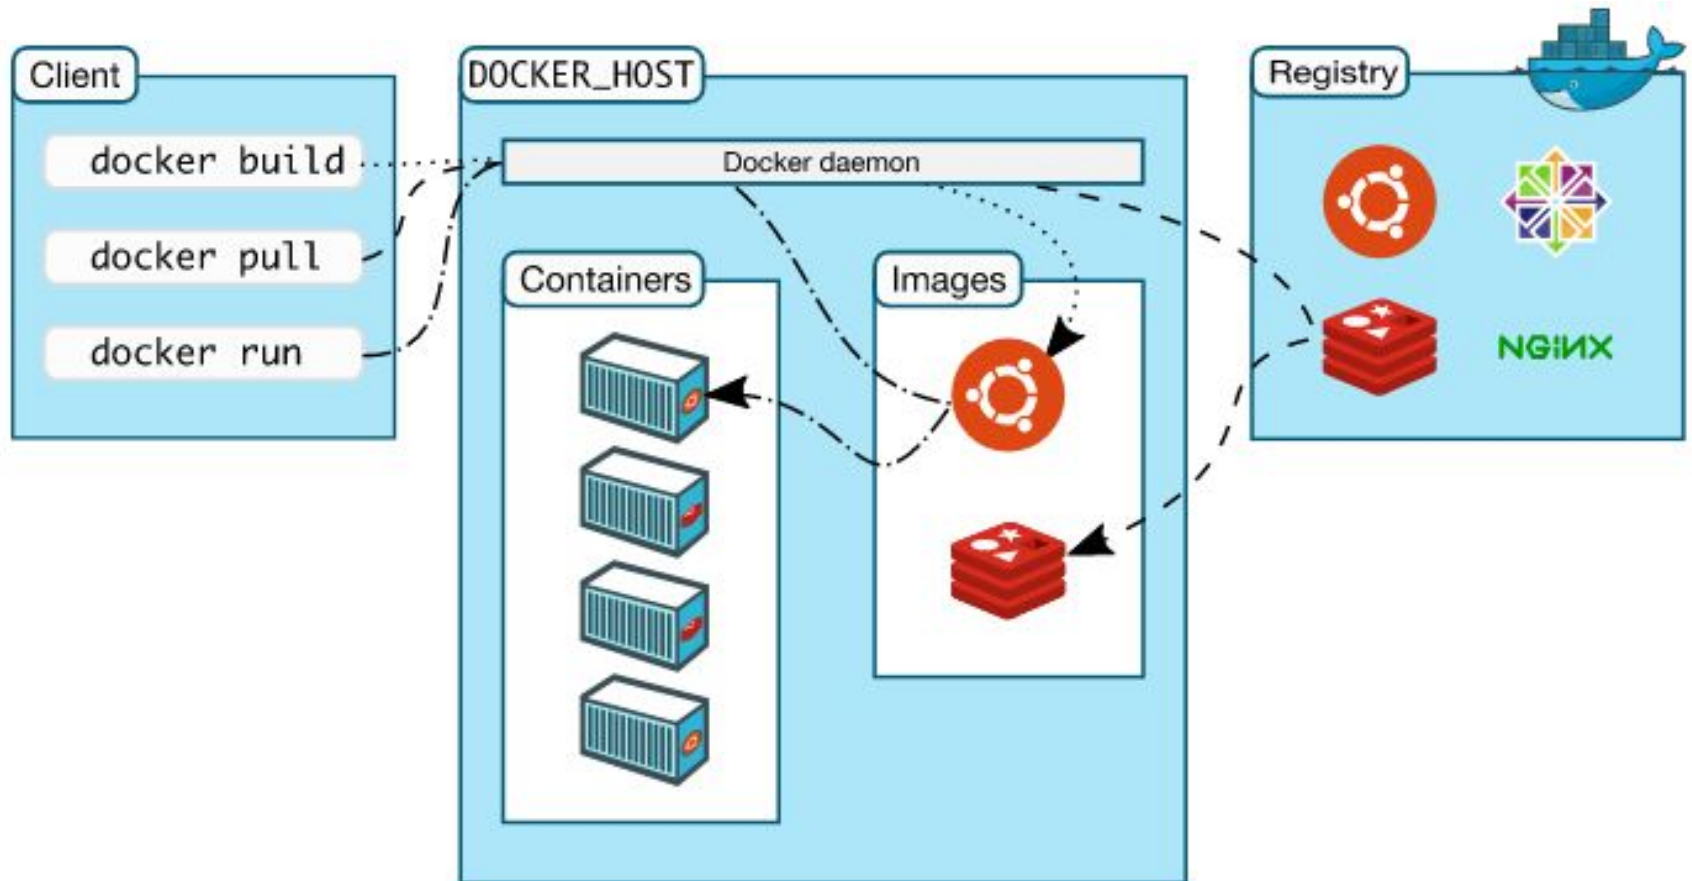 Client
docker build
docker pull
docker run
DOCKER_HOST
Docker daemon
Containers
Images
Registry
NGiNX